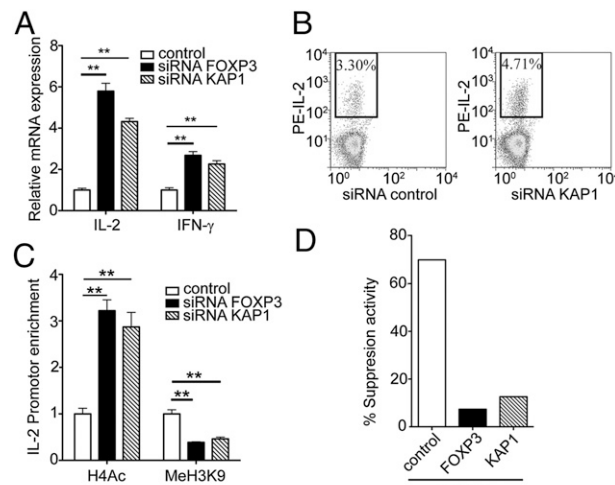 A
Relative mRNA expression
8
6
4
2
0
**
**
**
**
control
siRNA FOXP3
siRNA KAP1
IL-2
IFN-γ
B
PE-IL-2
10⁴
10³
10²
10¹
3.30%
10⁰
10²
10⁴
siRNA control
PE-IL-2
10⁴
10³
10²
10¹
4.71%
10⁰
10²
10⁴
siRNA KAP1
C
IL-2 Promotor enrichment
4
3
2
1
0
**
**
**
**
control
siRNA FOXP3
siRNA KAP1
H4Ac
MeH3K9
D
% Suppresion activity
80
60
40
20
0
control
FOXP3
KAP1